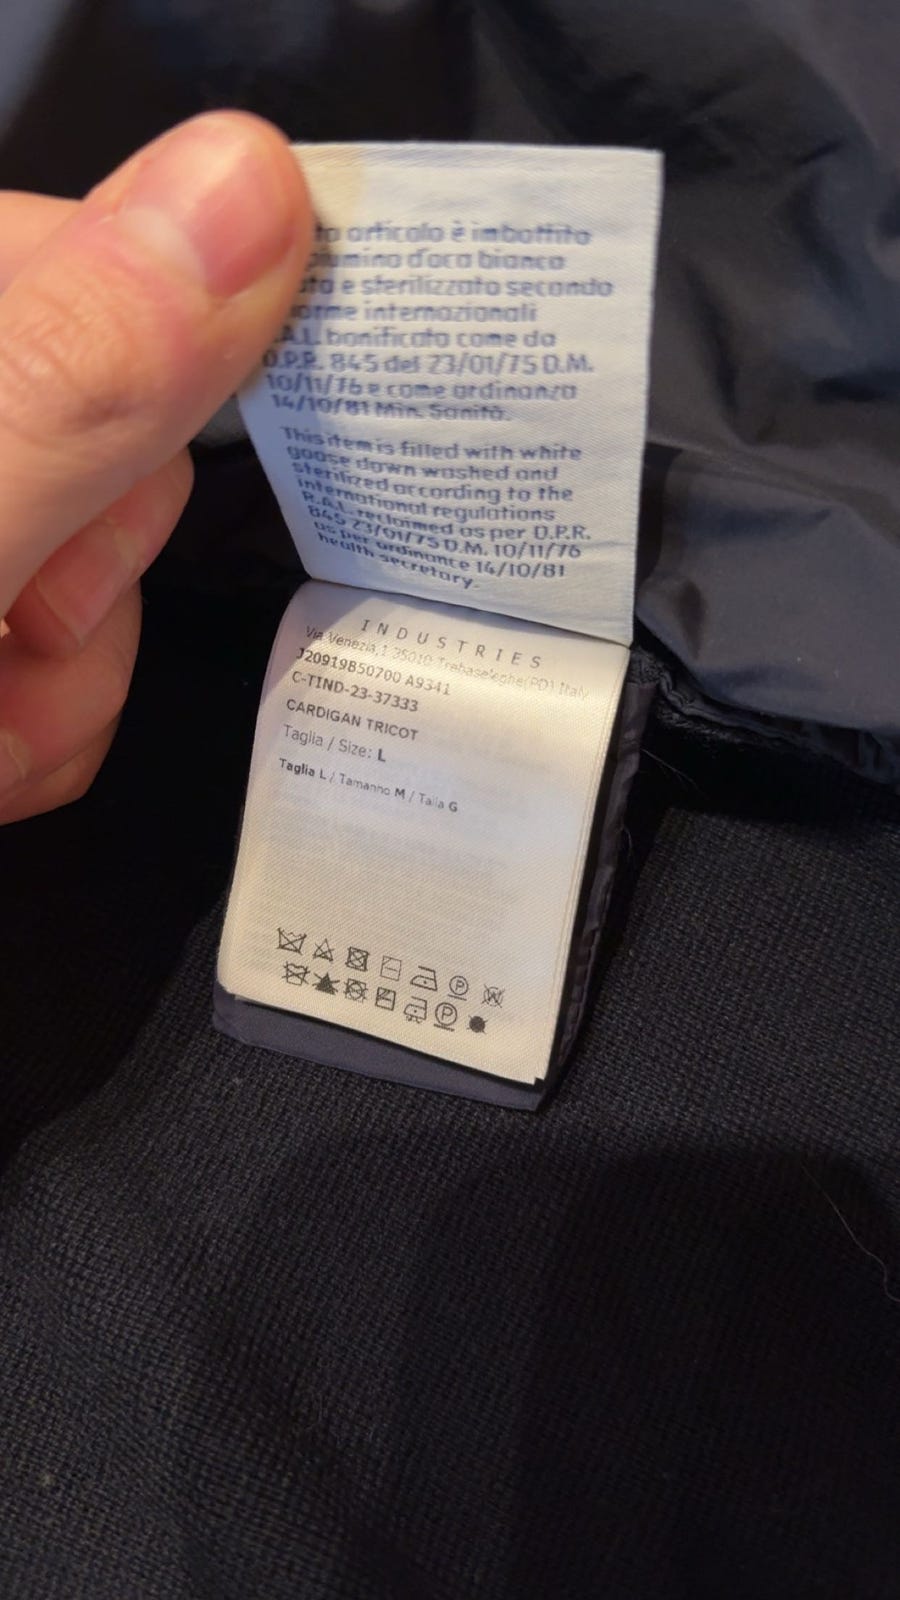 articolo è imbottito
piumino d'oca bianca
e sterilizzato secondo
norme internazionali
R.A.L. bonificato come da
D.P.R. 845 del 23/01/75 D.M.
10/11/76 e come ordinanza
14/10/81 Min. Sanità.
This item is filled with white
goose down washed and
sterilized according to the
international regulations
R.A.L. reclaimed as per D.P.R.
845 23/01/75 D.M. 10/11/76
as per ordinance 14/10/81
health secretary.
INDUSTRIES
Via Venezia,1 35010 Trebaseleghe(PD) Italy
J20919B50700 A9341
C-TIND-23-37333
CARDIGAN TRICOT
Taglia / Size: L
Taglia L / Tamanho M / Talla G
P W
P